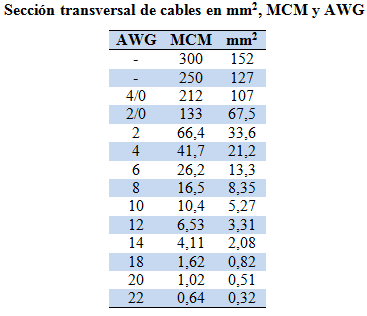 Sección transversal de cables en mm², MCM y AWG
AWG MCM mm²
- 300 152
- 250 127
4/0 212 107
2/0 133 67,5
2 66,4 33,6
4 41,7 21,2
6 26,2 13,3
8 16,5 8,35
10 10,4 5,27
12 6,53 3,31
14 4,11 2,08
18 1,62 0,82
20 1,02 0,51
22 0,64 0,32